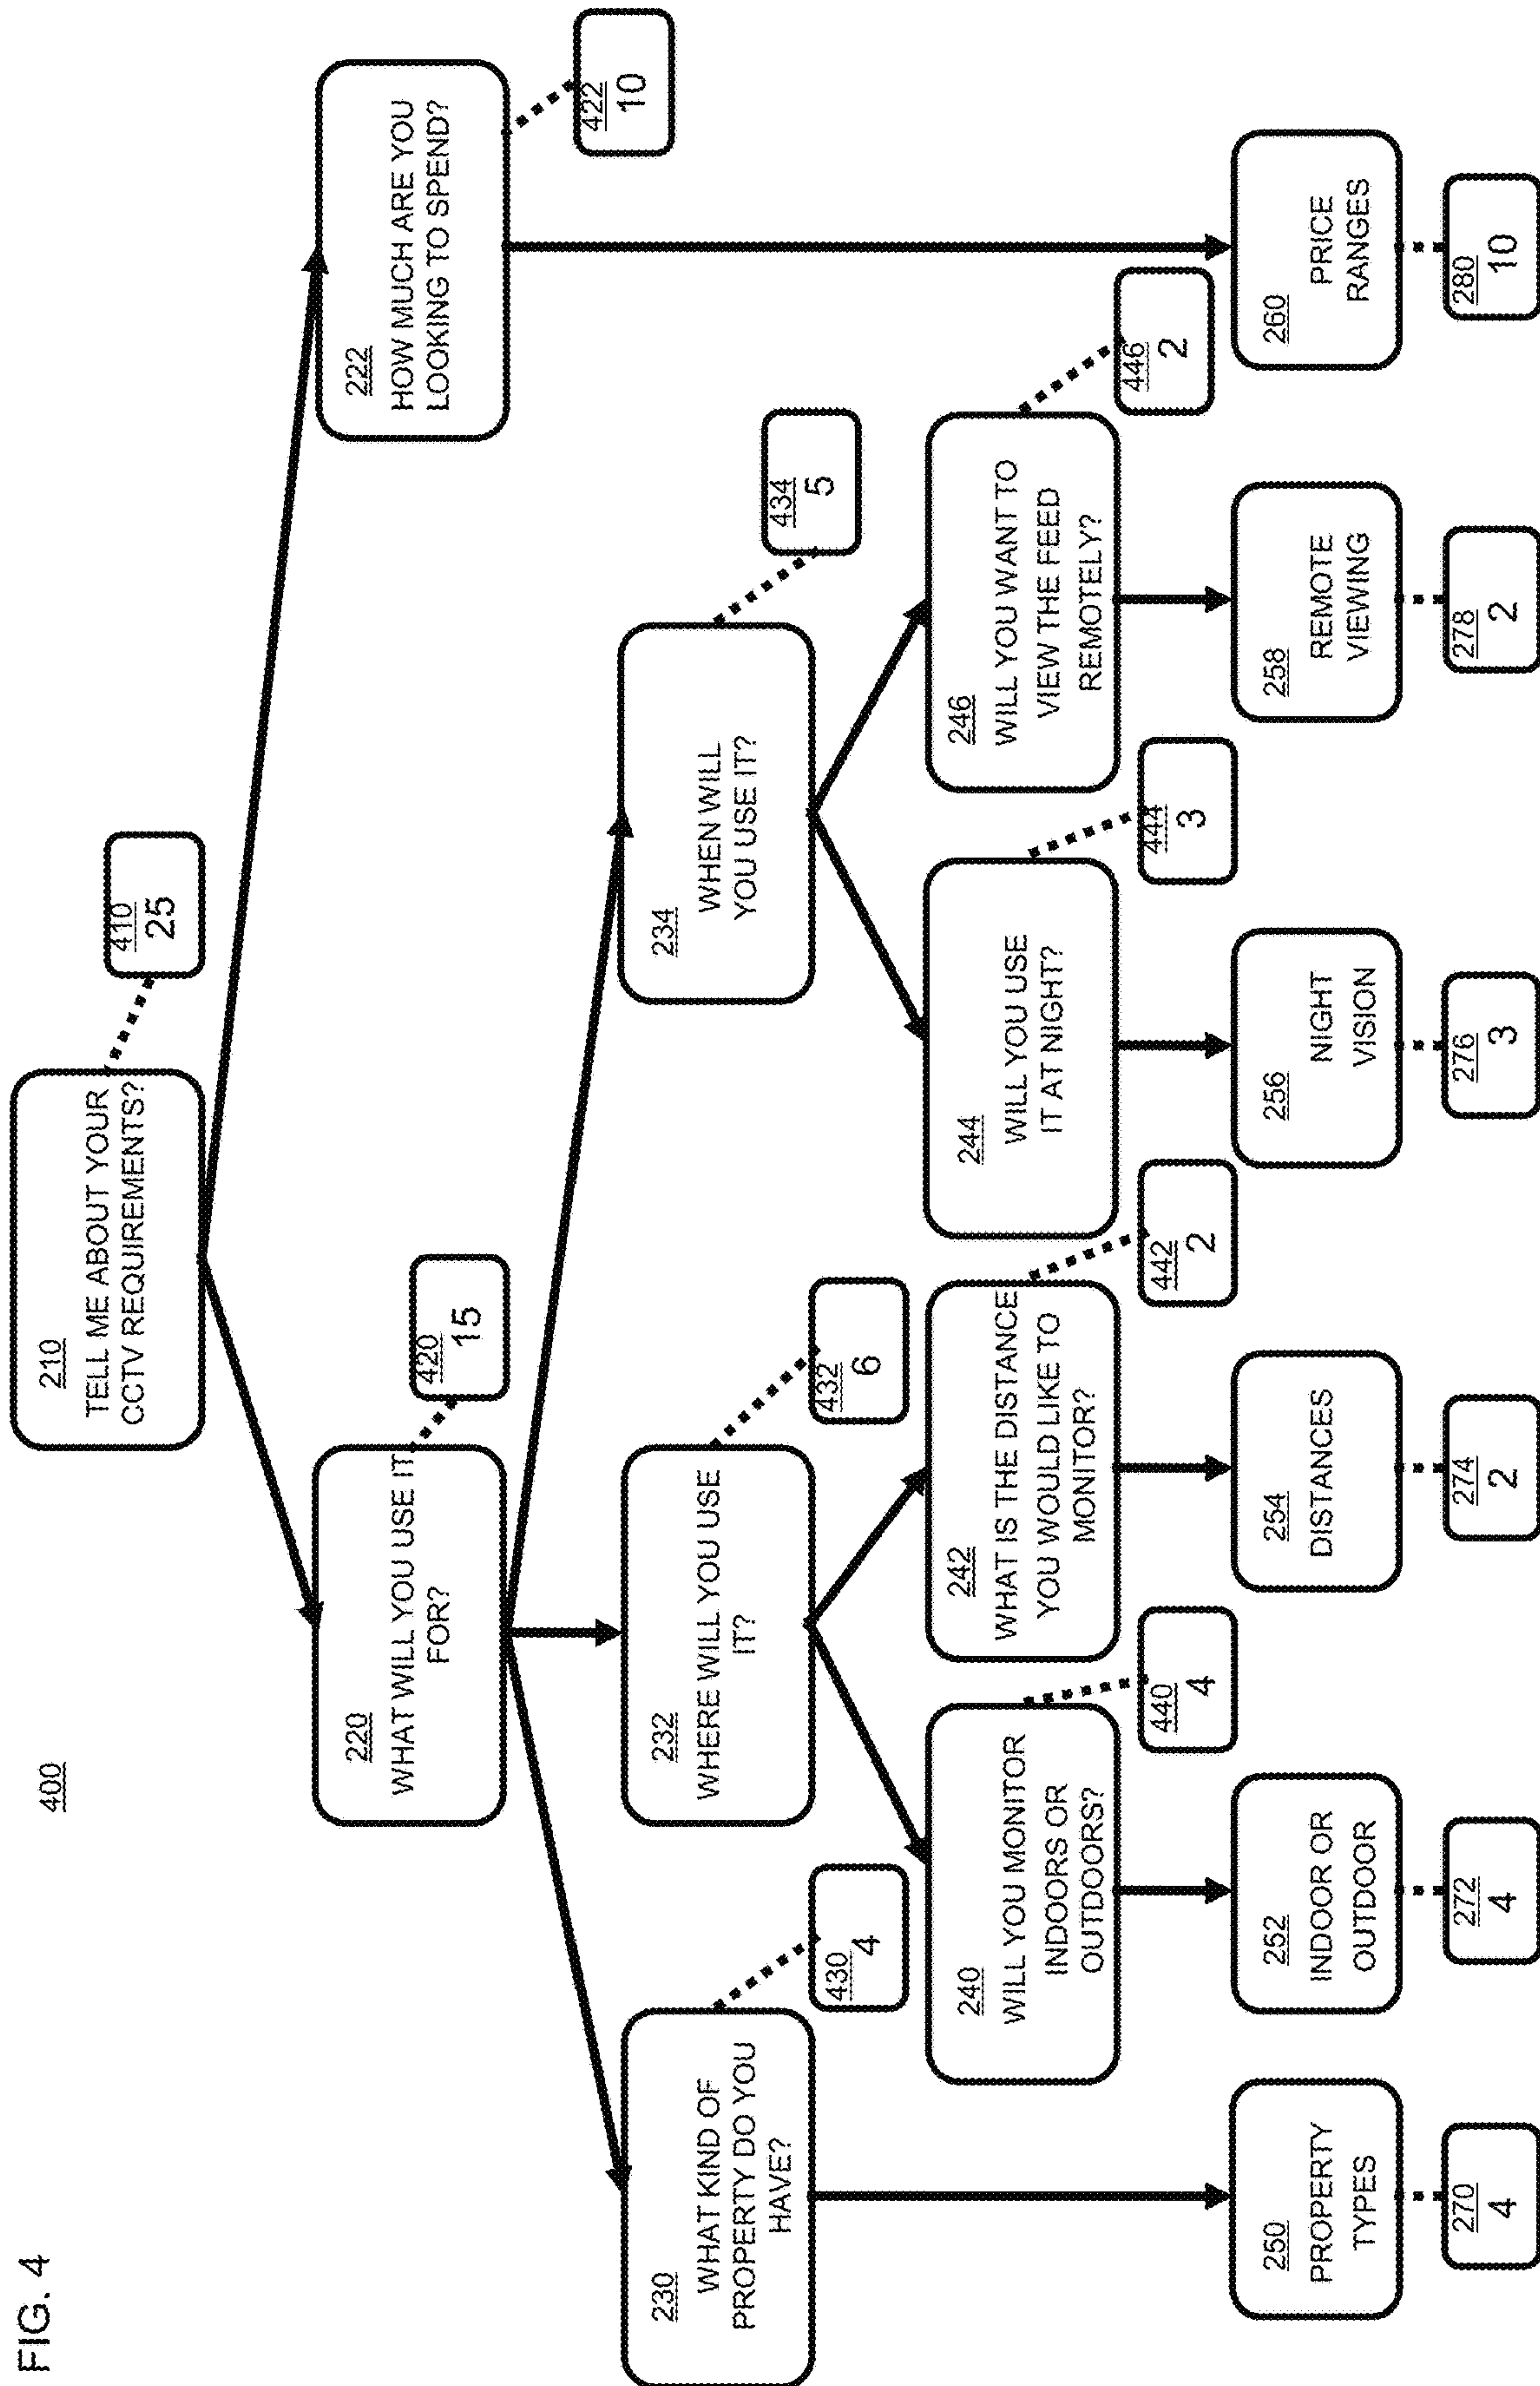 FIG. 4
400
210
TELL ME ABOUT YOUR
CCTV REQUIREMENTS?
410
25
220
WHAT WILL YOU USE IT
FOR?
420
15
222
HOW MUCH ARE YOU
LOOKING TO SPEND?
422
10
230
WHAT KIND OF
PROPERTY DO YOU
HAVE?
430
4
232
WHERE WILL YOU USE
IT?
432
6
234
WHEN WILL
YOU USE IT?
434
5
240
WILL YOU MONITOR
INDOORS OR
OUTDOORS?
440
4
242
WHAT IS THE DISTANCE
YOU WOULD LIKE TO
MONITOR?
442
2
244
WILL YOU USE
IT AT NIGHT?
444
3
246
WILL YOU WANT TO
VIEW THE FEED
REMOTELY?
446
2
250
PROPERTY
TYPES
252
INDOOR OR
OUTDOOR
254
DISTANCES
256
NIGHT
VISION
258
REMOTE
VIEWING
260
PRICE
RANGES
270
4
272
4
274
2
276
3
278
2
280
10